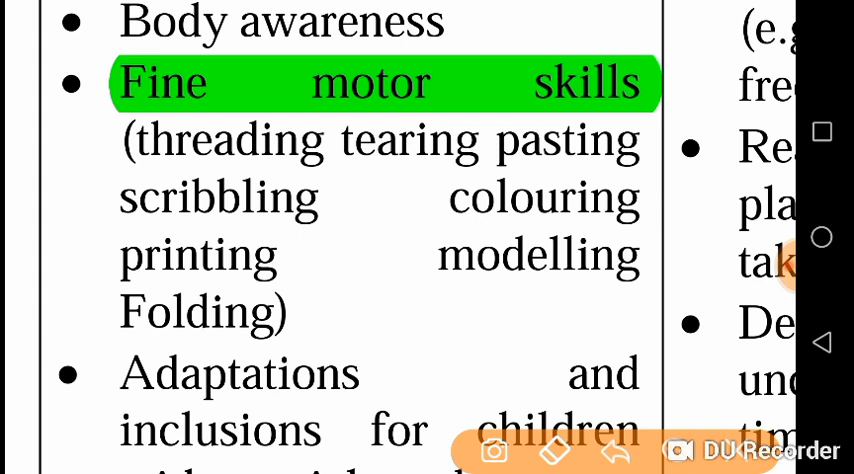 • Body awareness
• Fine motor skills
(threading tearing pasting
scribbling colouring
printing modelling
Folding)
• Adaptations and
inclusions for children
(e.g
fre
• Re
pla
tak
• De
und
tim
DU Recorder